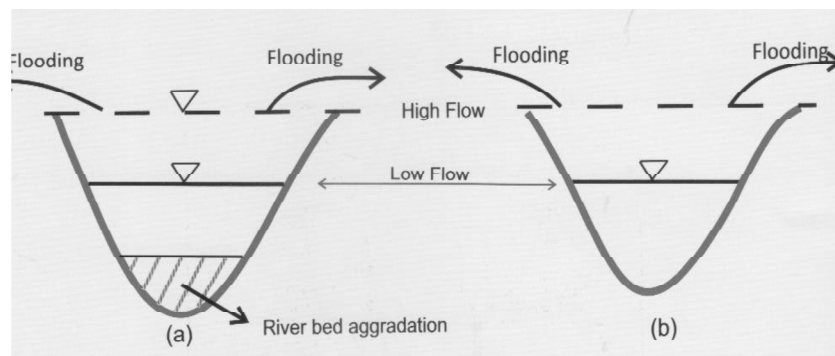 Flooding
Flooding
Flooding
Flooding
High Flow
Low Flow
River bed aggradation
(a)
(b)